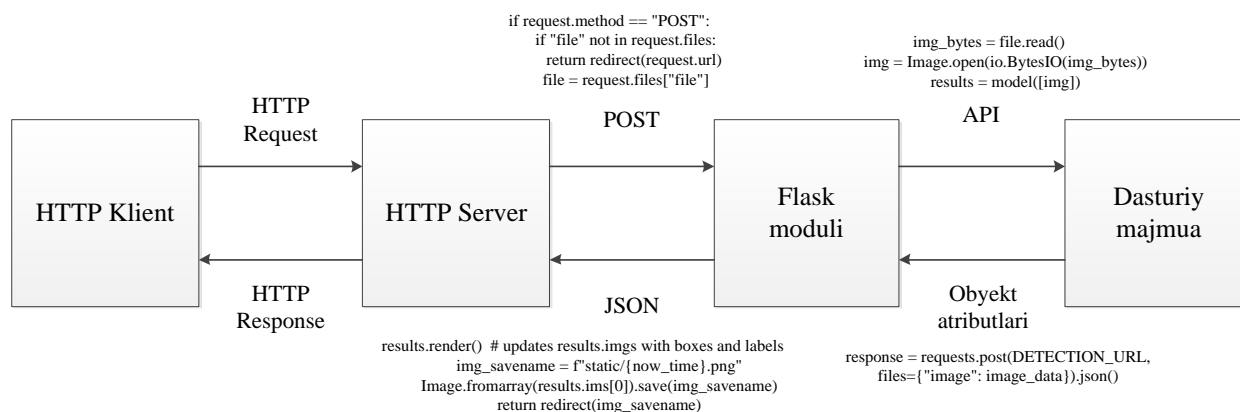 if request.method == "POST":
if "file" not in request.files:
return redirect(request.url)
file = request.files["file"]
img_bytes = file.read()
img = Image.open(io.BytesIO(img_bytes))
results = model([img])
HTTP
Request
POST
API
HTTP Klient
HTTP Server
Flask
moduli
Dasturiy
majmua
HTTP
Response
JSON
Obyekt
atributlari
results.render()  # updates results.imgs with boxes and labels
img_savename = f"static/{now_time}.png"
Image.fromarray(results.ims[0]).save(img_savename)
return redirect(img_savename)
response = requests.post(DETECTION_URL,
files={"image": image_data}).json()